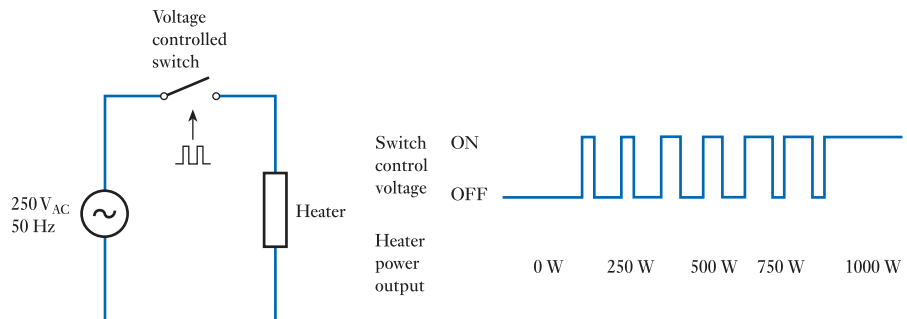 Voltage
controlled
switch
250 VAC
50 Hz
Heater
Switch
control
voltage
ON
OFF
Heater
power
output
0 W 250 W 500 W 750 W 1000 W